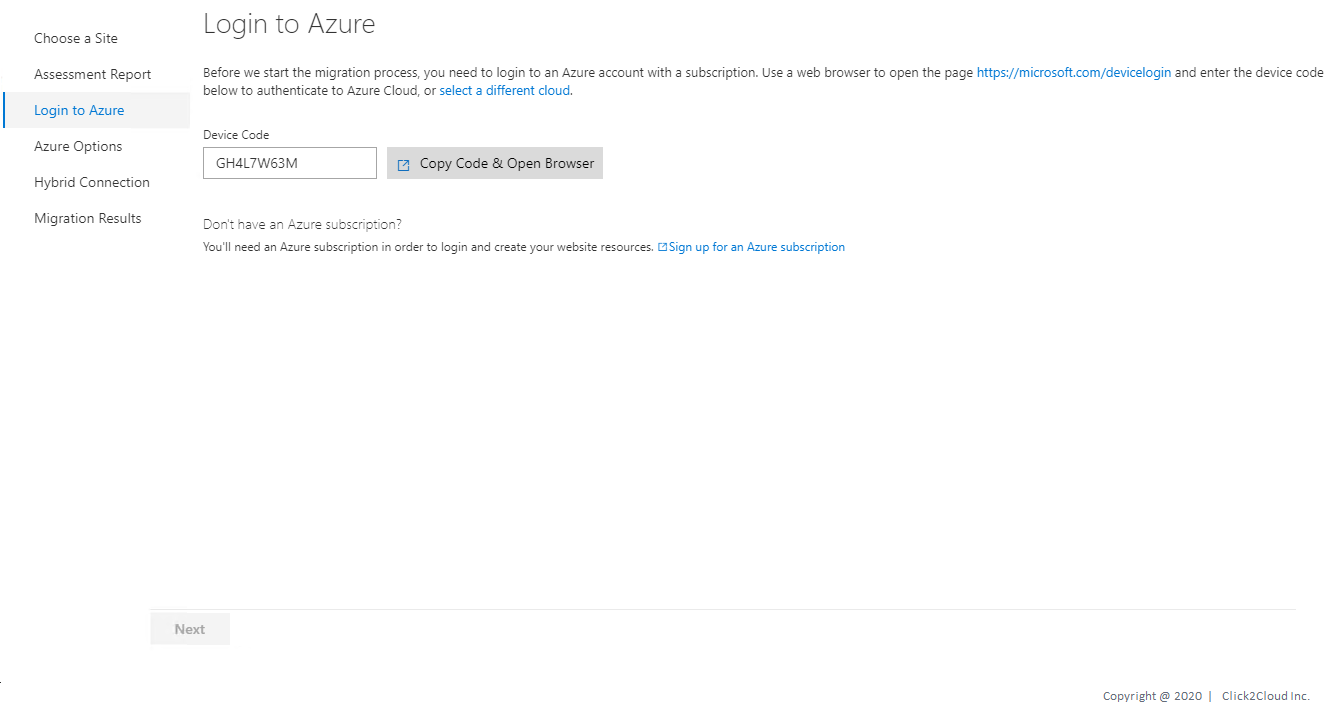 Login to Azure
Choose a Site
Assessment Report
Login to Azure
Azure Options
Hybrid Connection
Migration Results
Before we start the migration process, you need to login to an Azure account with a subscription. Use a web browser to open the page https://microsoft.com/devicelogin and enter the device code
below to authenticate to Azure Cloud, or select a different cloud.
Device Code
GH4L7W63M
Copy Code & Open Browser
Don't have an Azure subscription?
You'll need an Azure subscription in order to login and create your website resources. Sign up for an Azure subscription
Next
Copyright @ 2020 | Click2Cloud Inc.